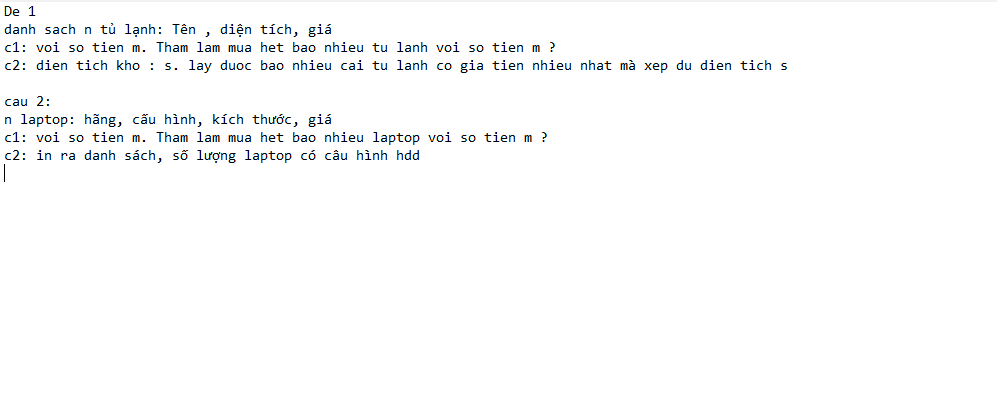 De 1
danh sach n tủ lạnh: Tên , diện tích, giá
c1: voi so tien m. Tham lam mua het bao nhieu tu lanh voi so tien m ?
c2: dien tich kho : s. lay duoc bao nhieu cai tu lanh co gia tien nhieu nhat mà xep du dien tich s
cau 2:
n laptop: hãng, cấu hình, kích thước, giá
c1: voi so tien m. Tham lam mua het bao nhieu laptop voi so tien m ?
c2: in ra danh sách, số lượng laptop có câu hình hdd